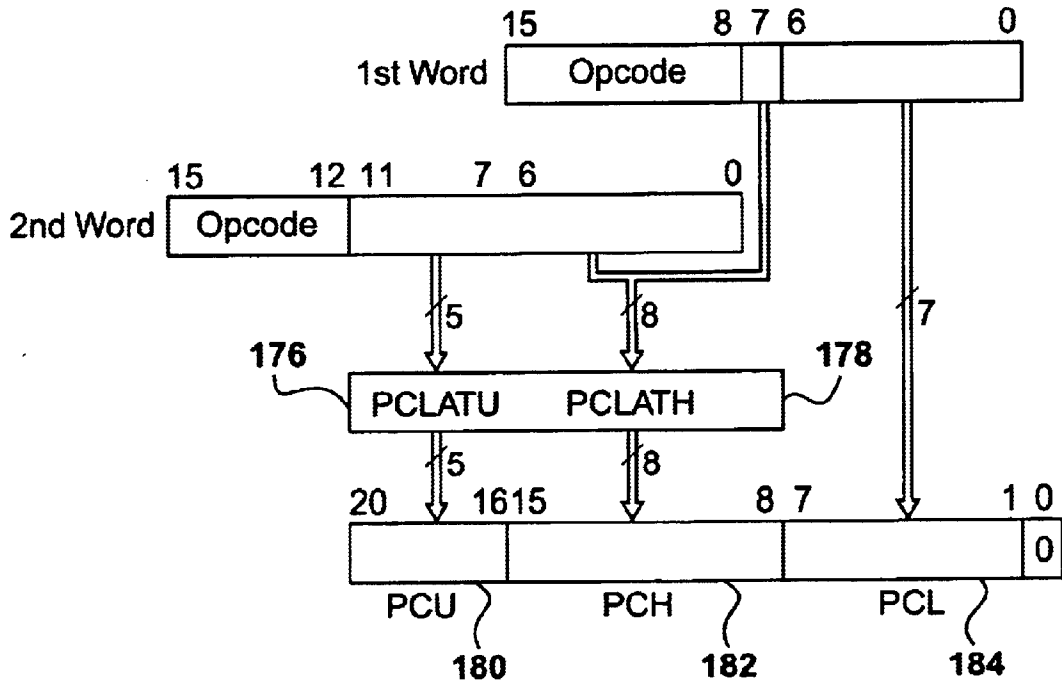 15 8 7 6 0
1st Word Opcode
15 12 11 7 6 0
2nd Word Opcode
5 8 7
176 178
PCLATU PCLATH
5 8
20 16 15 8 7 1 0
0
PCU PCH PCL
180 182 184